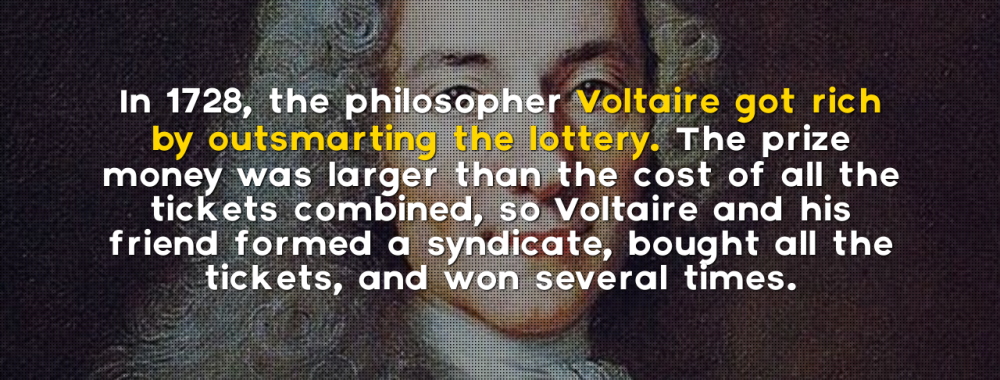 In 1728, the philosopher Voltaire got rich
by outsmarting the lottery. The prize
money was larger than the cost of all the
tickets combined, so Voltaire and his
friend formed a syndicate, bought all the
tickets, and won several times.